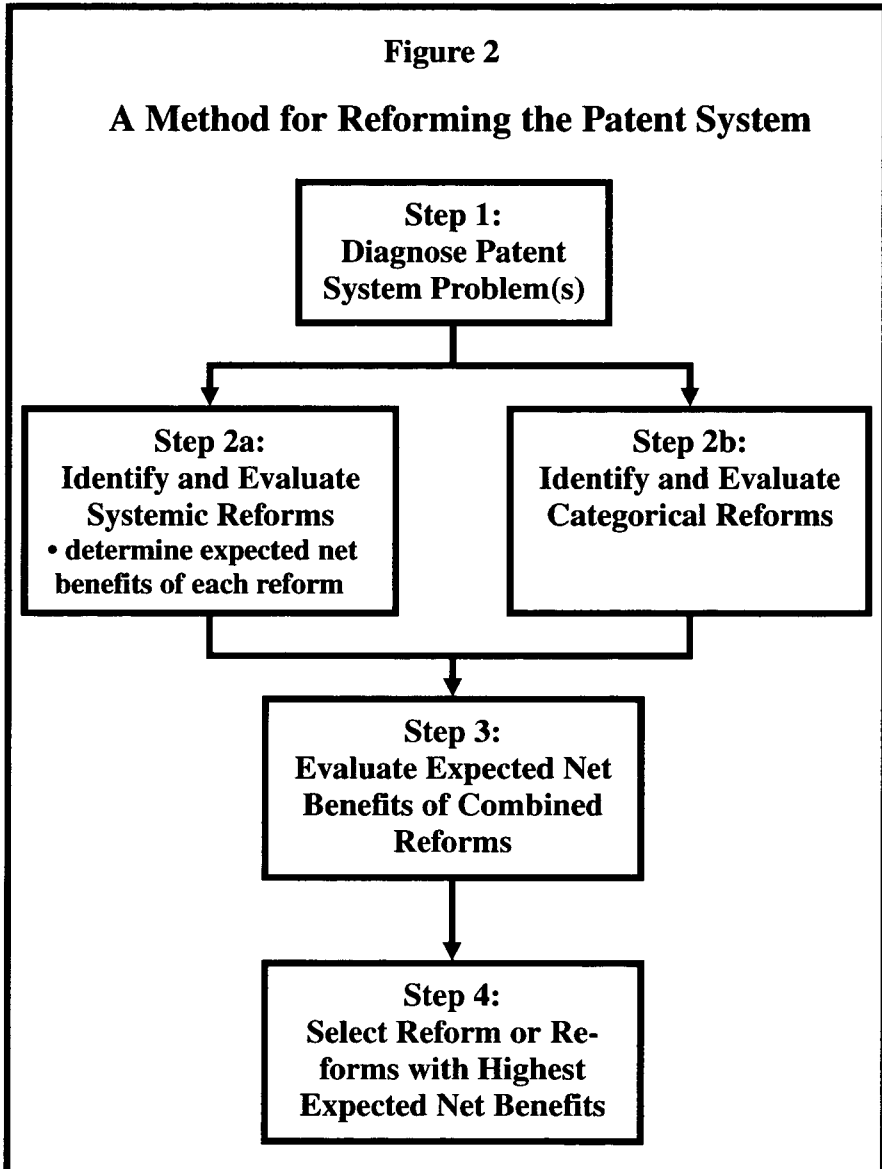 Figure 2
A Method for Reforming the Patent System
Step 1:
Diagnose Patent
System Problem(s)
Step 2a:
Identify and Evaluate
Systemic Reforms
• determine expected net
benefits of each reform
Step 2b:
Identify and Evaluate
Categorical Reforms
Step 3:
Evaluate Expected Net
Benefits of Combined
Reforms
Step 4:
Select Reform or Re-
forms with Highest
Expected Net Benefits